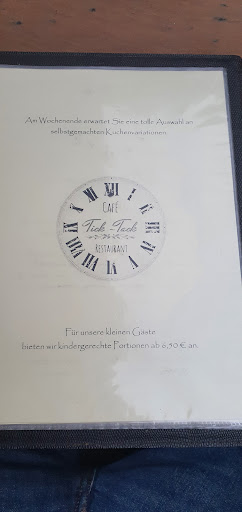 Am Wochenende erwartet Sie eine tolle Auswahl an
selbstgemachten Kuchenvariationen
CAFÉ
Tick-Tack
RESTAURANT
Für unsere kleinen Gäste
bieten wir kindergerechte Portionen ab 6,50 € an.